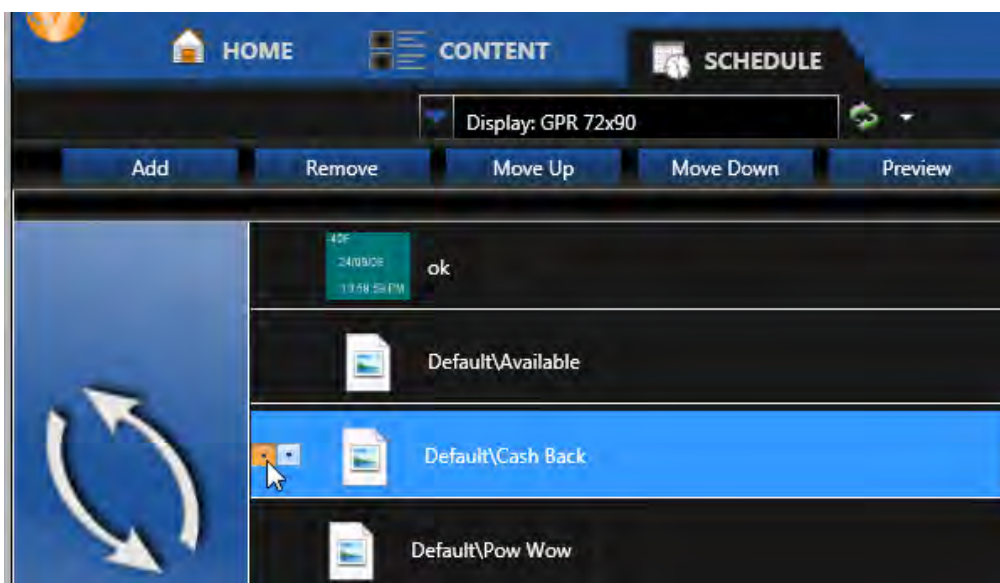 HOME CONTENT SCHEDULE
Display: GPR 72x90
Add Remove Move Up Move Down Preview
ok
Default\Available
Default\Cash Back
Default\Pow Wow